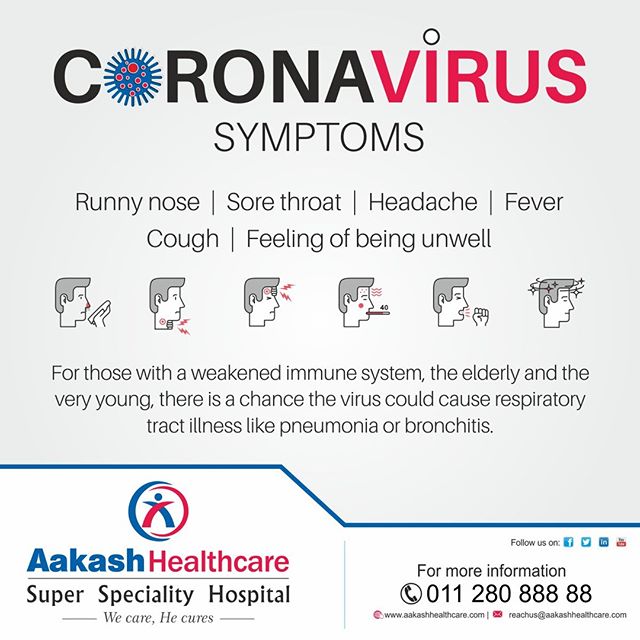 CORONAVIRUS
SYMPTOMS
Runny nose | Sore throat | Headache | Fever
Cough | Feeling of being unwell
40
For those with a weakened immune system, the elderly and the
very young, there is a chance the virus could cause respiratory
tract illness like pneumonia or bronchitis.
Aakash Healthcare
Super Speciality Hospital
We care, He cures
Follow us on:
For more information
011 280 888 88
www.aakashhealthcare.com | reachus@aakashhealthcare.com